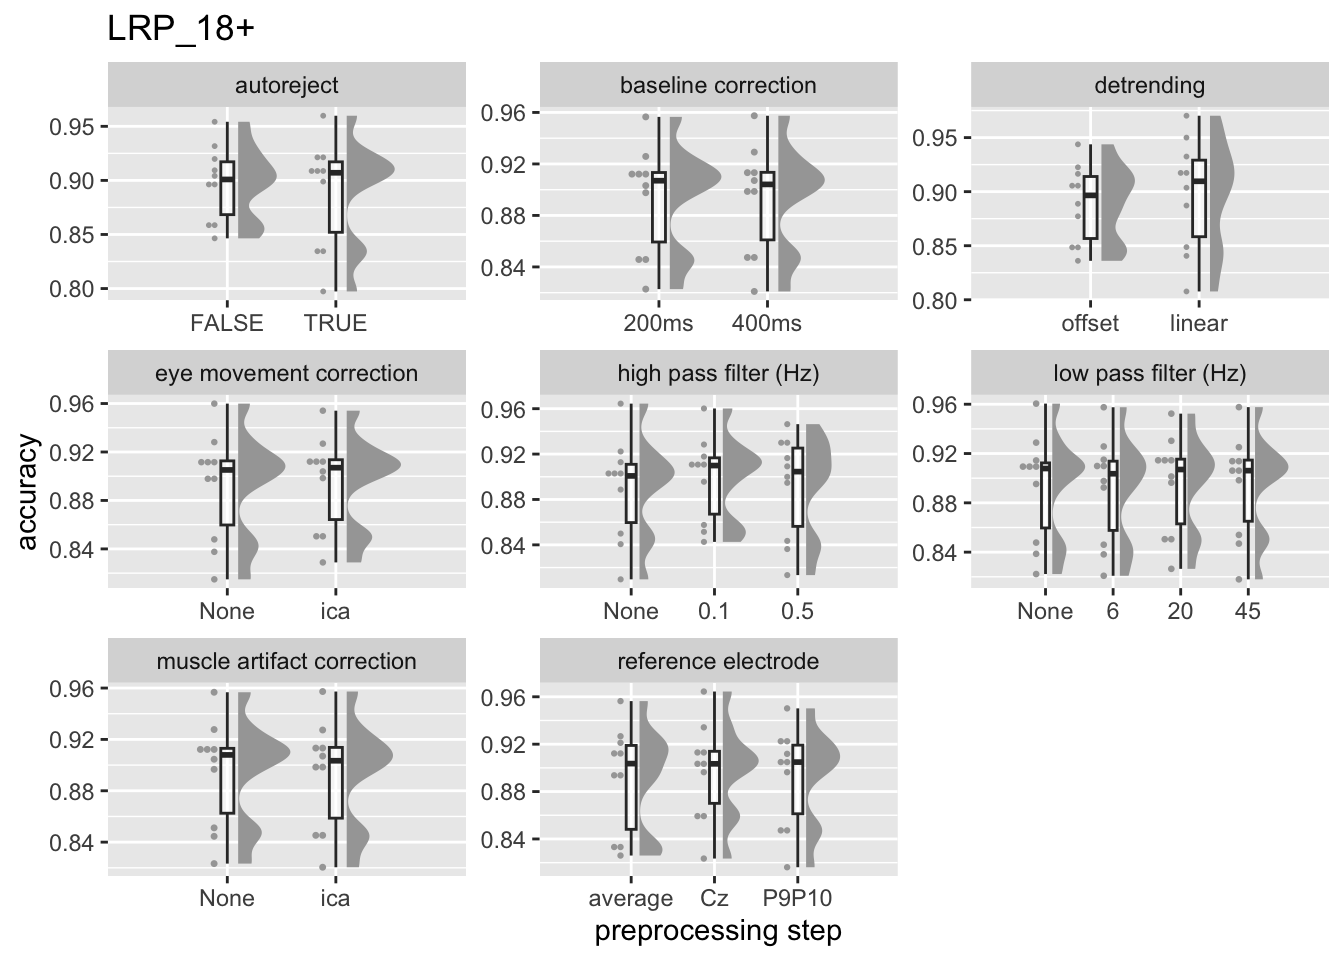 LRP_18+
autoreject
baseline correction
detrending
0.95
0.90
0.85
0.80
FALSE TRUE
0.96
0.92
0.88
0.84
200ms 400ms
0.95
0.90
0.85
0.80
offset linear
eye movement correction
high pass filter (Hz)
low pass filter (Hz)
accuracy
0.96
0.92
0.88
0.84
None ica
0.96
0.92
0.88
0.84
None 0.1 0.5
0.96
0.92
0.88
0.84
None 6 20 45
muscle artifact correction
reference electrode
0.96
0.92
0.88
0.84
None ica
0.96
0.92
0.88
0.84
average Cz P9P10
preprocessing step